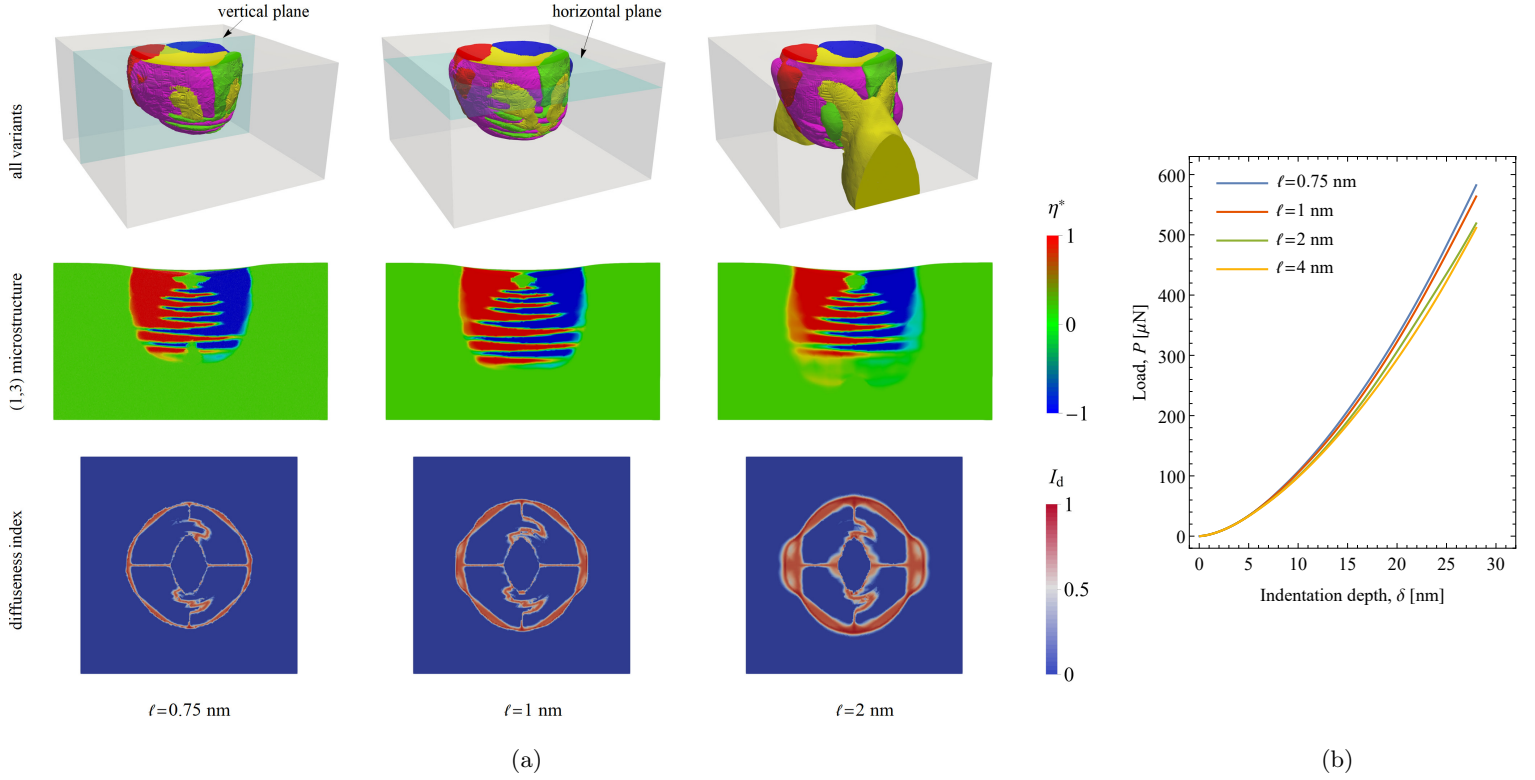 vertical plane
horizontal plane
all variants
(1,3) microstructure
diffuseness index
η*
1
0
−1
I_d
1
0.5
0
ℓ=0.75 nm
ℓ=1 nm
ℓ=2 nm
(a)
ℓ=0.75 nm
ℓ=1 nm
ℓ=2 nm
ℓ=4 nm
Load, P [μN]
600
500
400
300
200
100
0
0 5 10 15 20 25 30
Indentation depth, δ [nm]
(b)